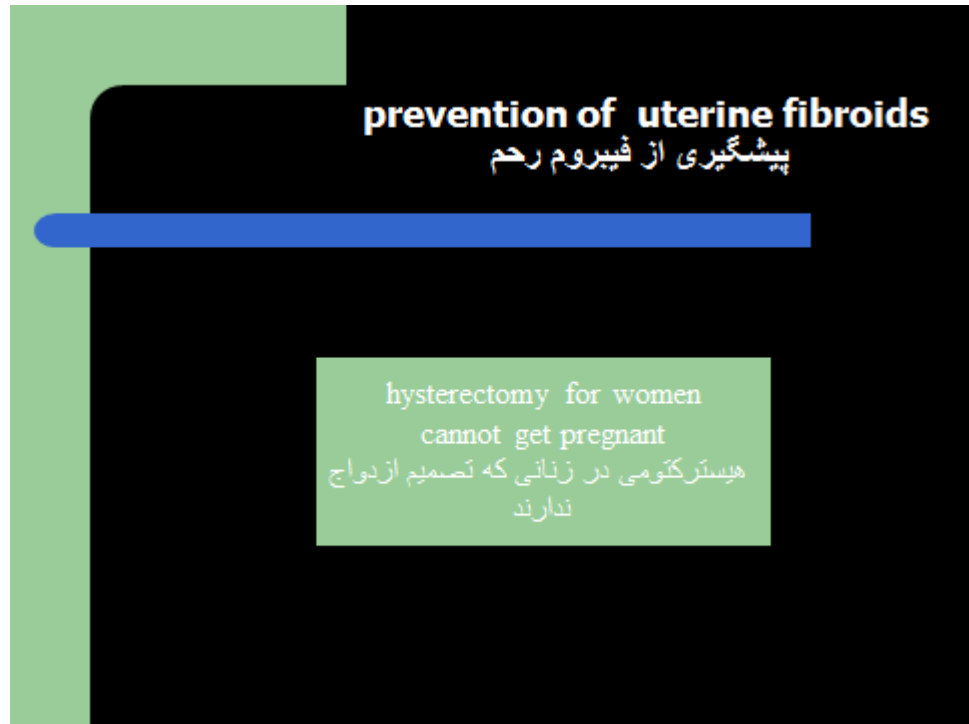 prevention of uterine fibroids
پیشگیری از فیبروم رحم
hysterectomy for women
cannot get pregnant
هیسترکتومی در زنانی که تصمیم ازدواج
ندارند